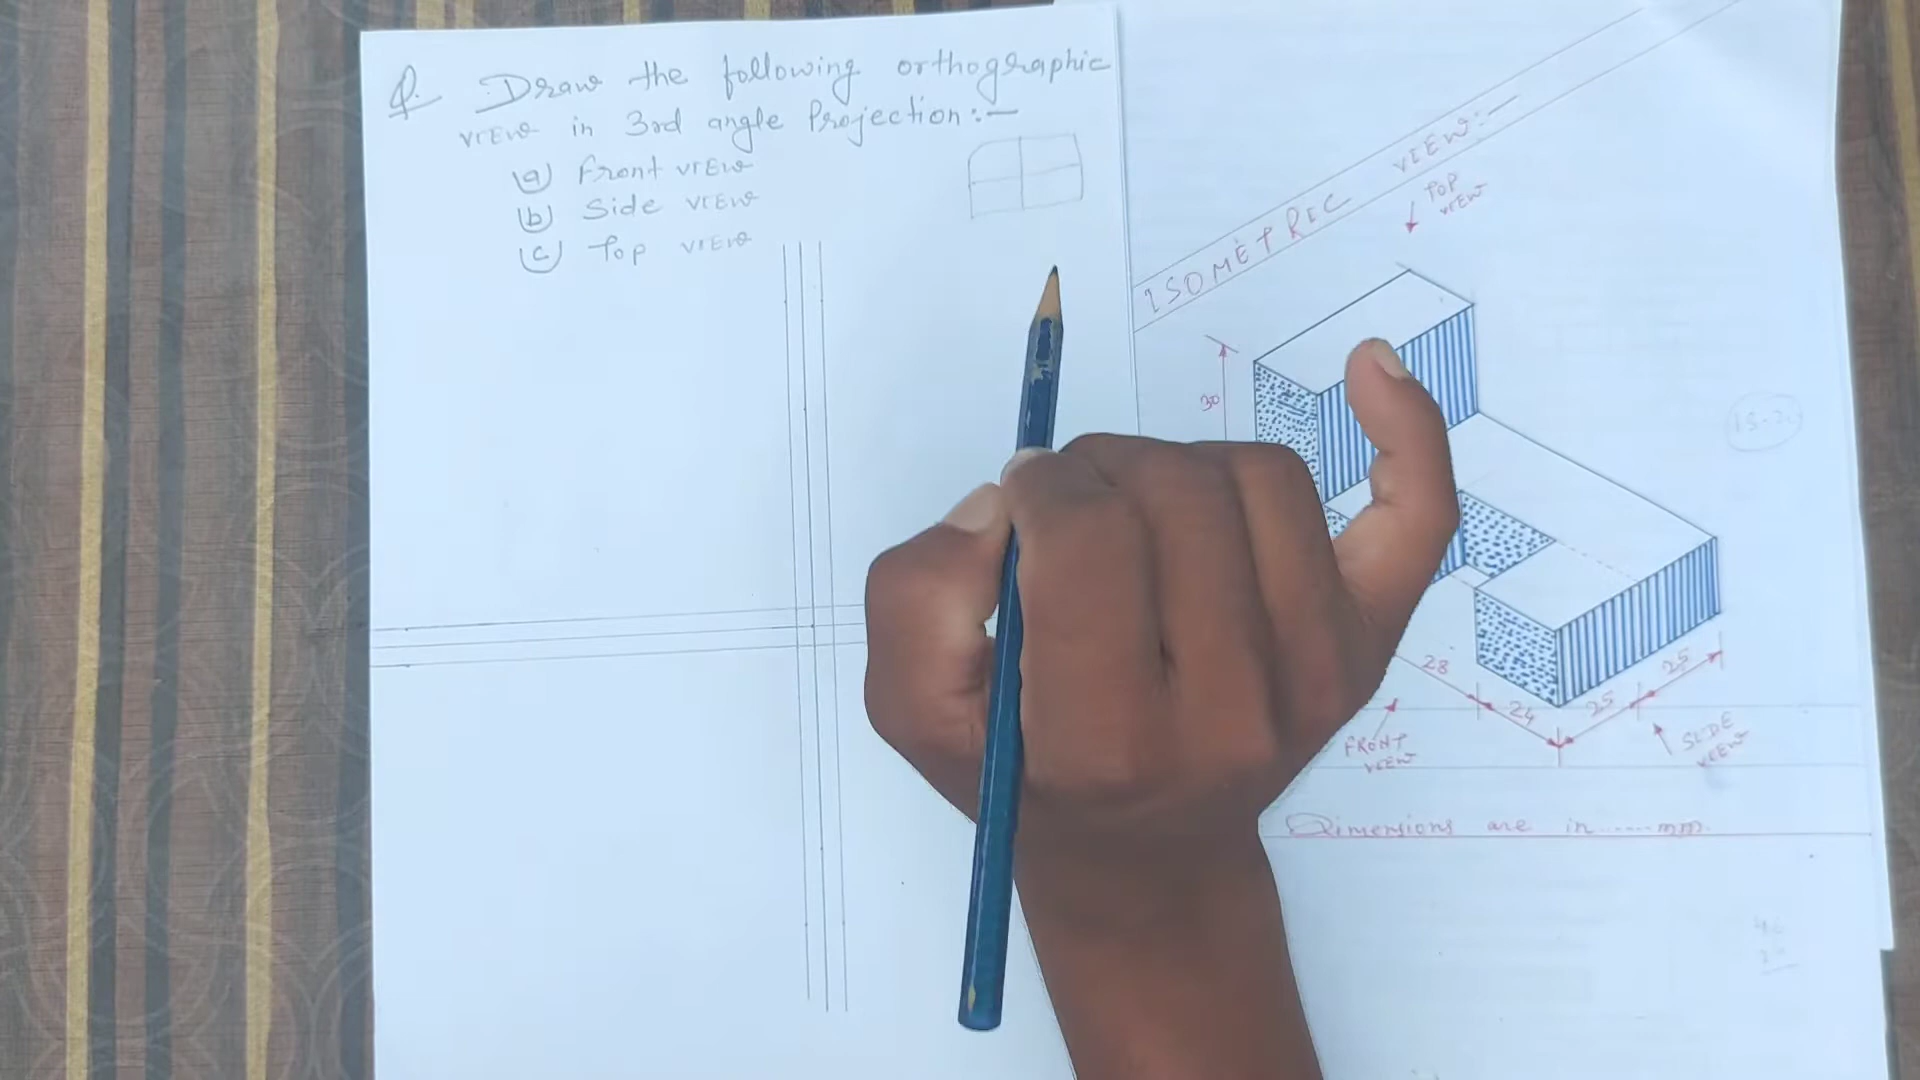 Q. Draw the following orthographic
view in 3rd angle Projection:-
(a) Front view
(b) Side view
(c) Top view
ISOMETRIC VIEW:-
TOP
VIEW
30
28
24
25
25
FRONT
VIEW
SIDE
VIEW
Dimensions are in ..... mm.